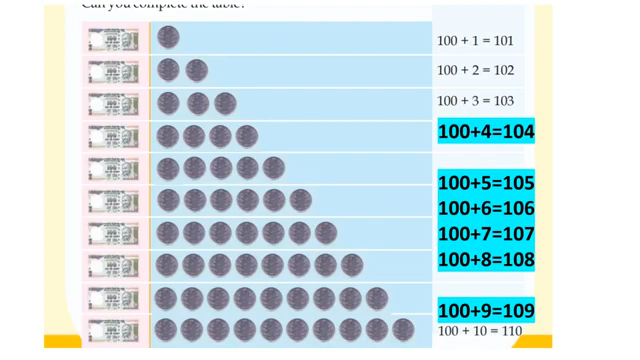 Can you complete the table?
100 + 1 = 101
100 + 2 = 102
100 + 3 = 103
100+4=104
100+5=105
100+6=106
100+7=107
100+8=108
100+9=109
100 + 10 = 110